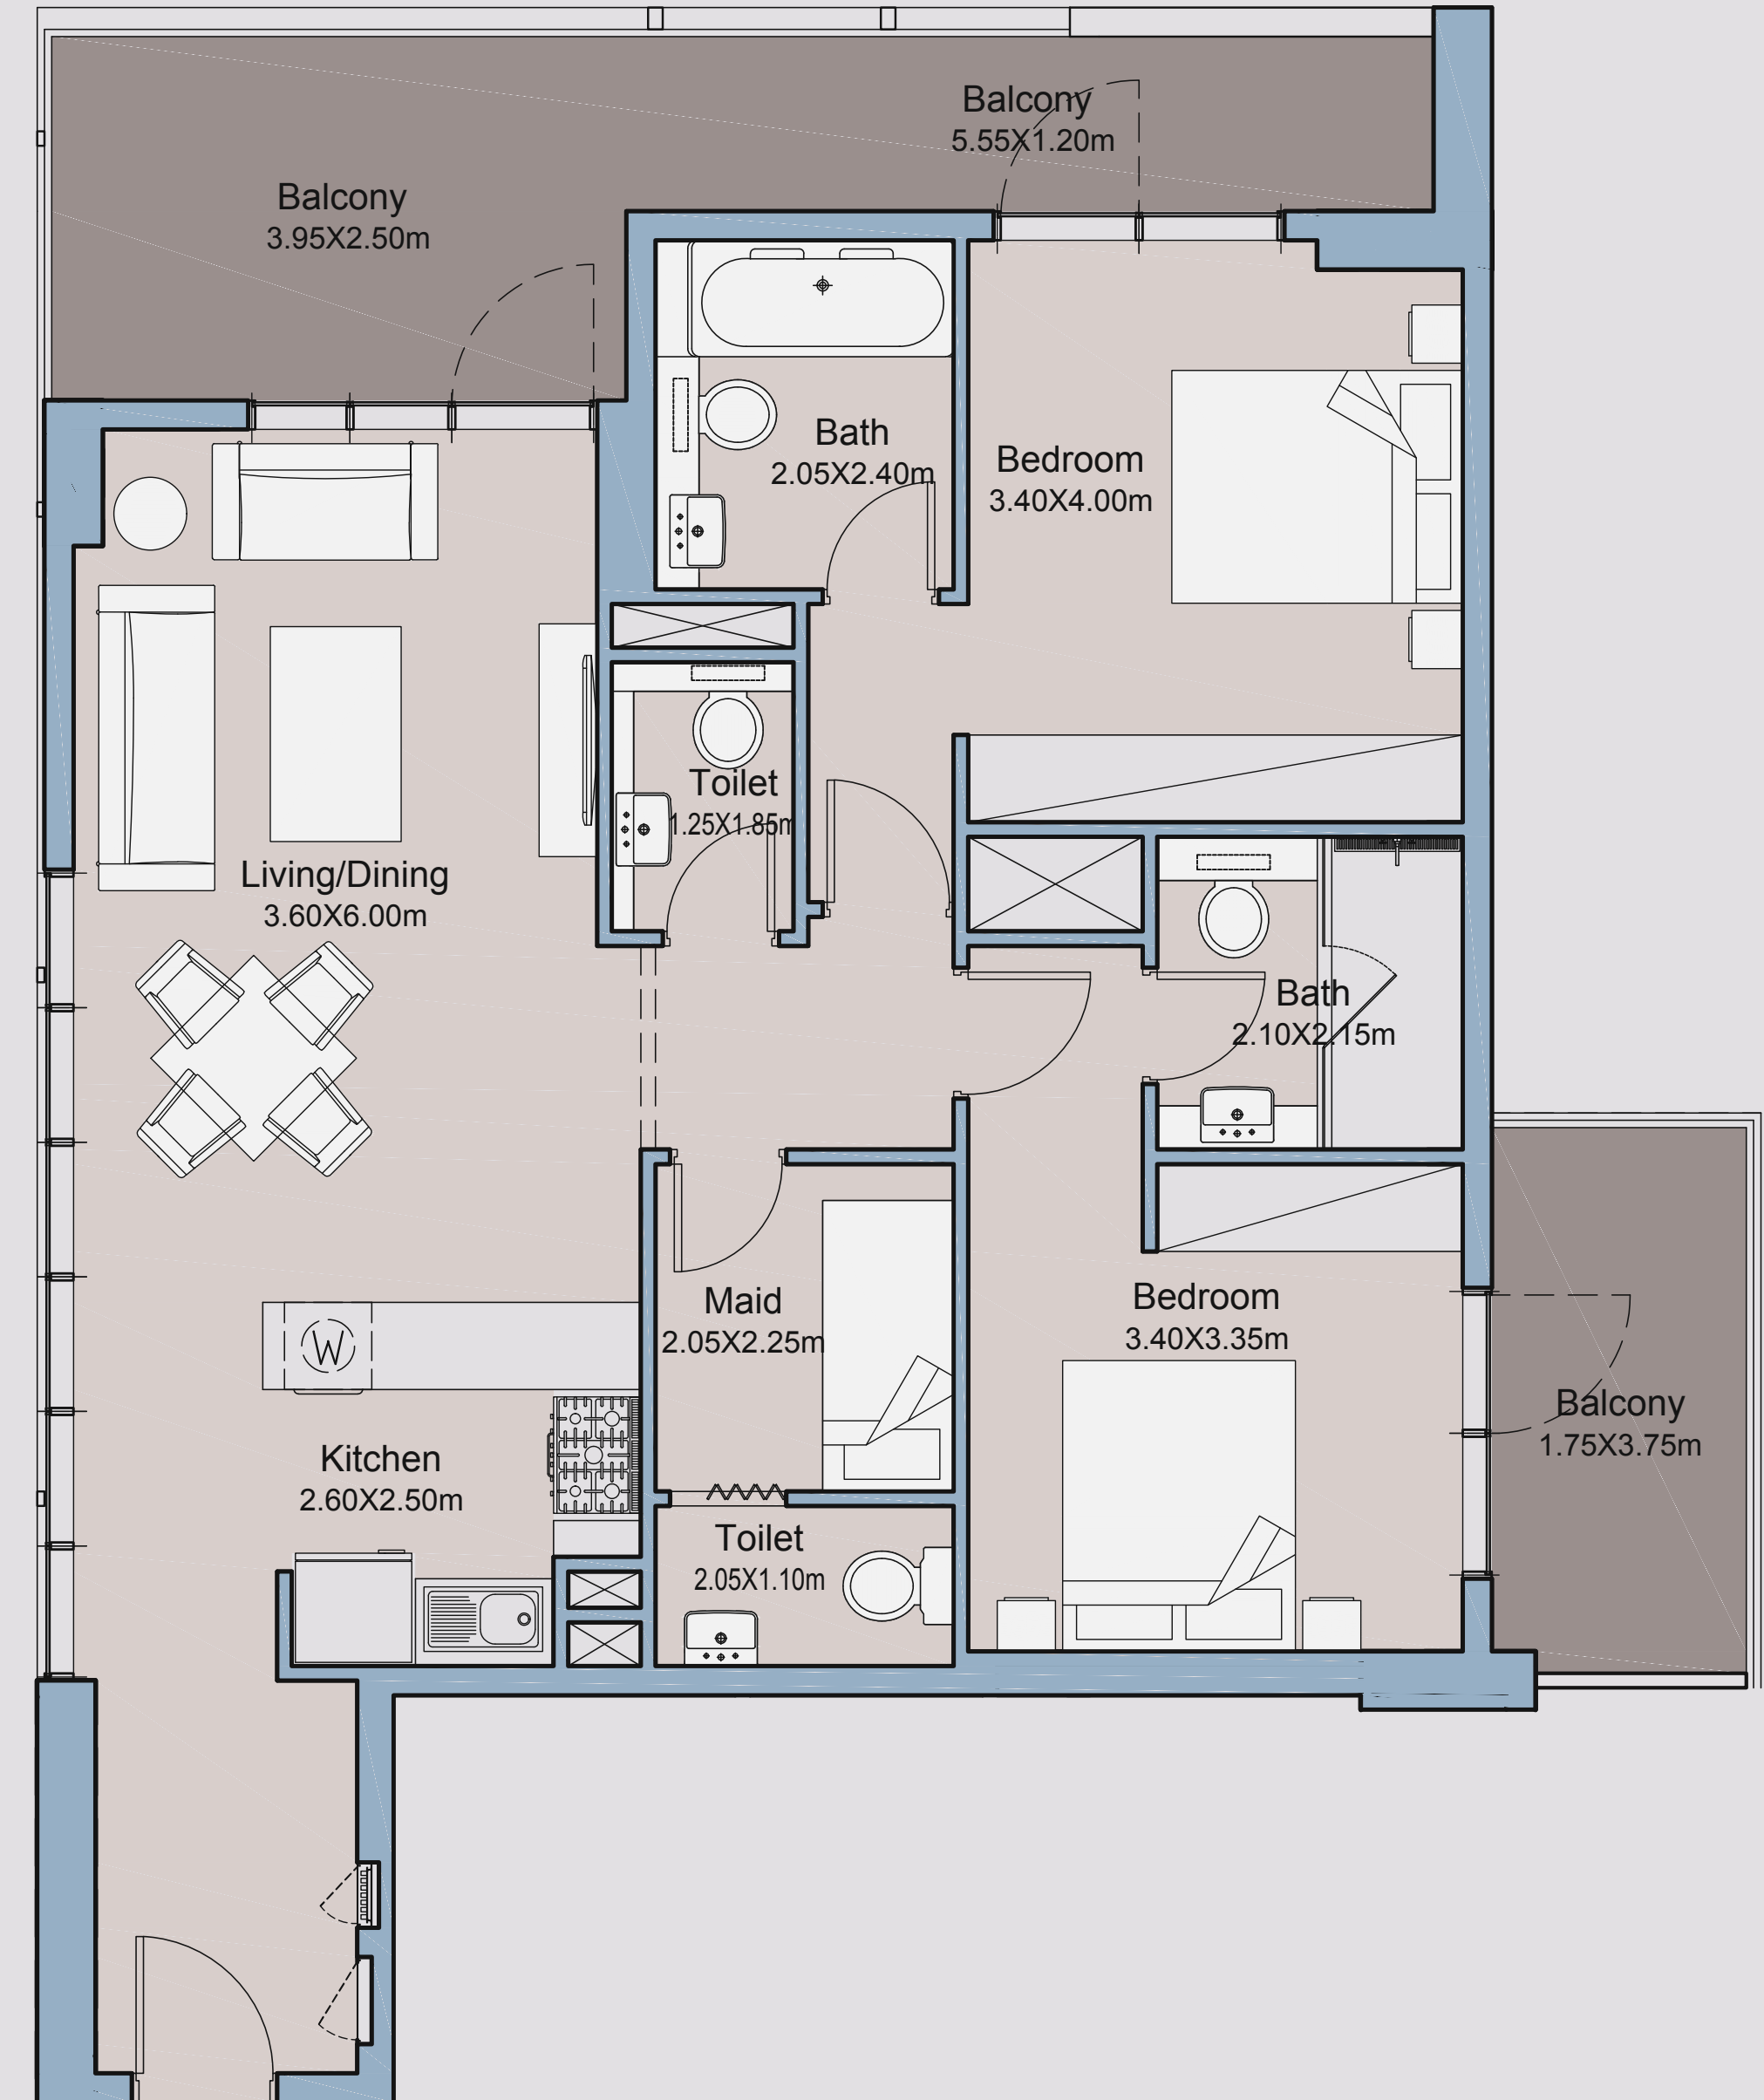 Balcony
5.55X1.20m
Balcony
3.95X2.50m
Bath
2.05X2.40m
Bedroom
3.40X4.00m
Toilet
1.25X1.85m
Living/Dining
3.60X6.00m
Bath
2.10X2.15m
Maid
2.05X2.25m
Bedroom
3.40X3.35m
W
Balcony
1.75X3.75m
Kitchen
2.60X2.50m
Toilet
2.05X1.10m